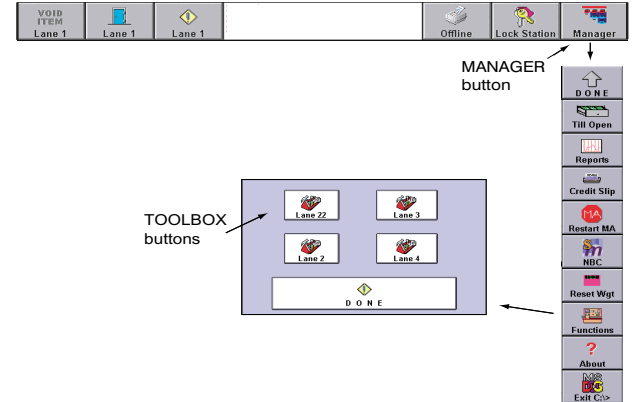 VOID
ITEM
Lane 1
Lane 1
Lane 1
Offline
Lock Station
Manager
MANAGER
button
DONE
Till Open
Reports
Credit Slip
MA
Restart MA
NBC
Reset Wgt
Functions
?
About
MS
DOS
Exit C:\>
TOOLBOX
buttons
Lane 22
Lane 3
Lane 2
Lane 4
DONE